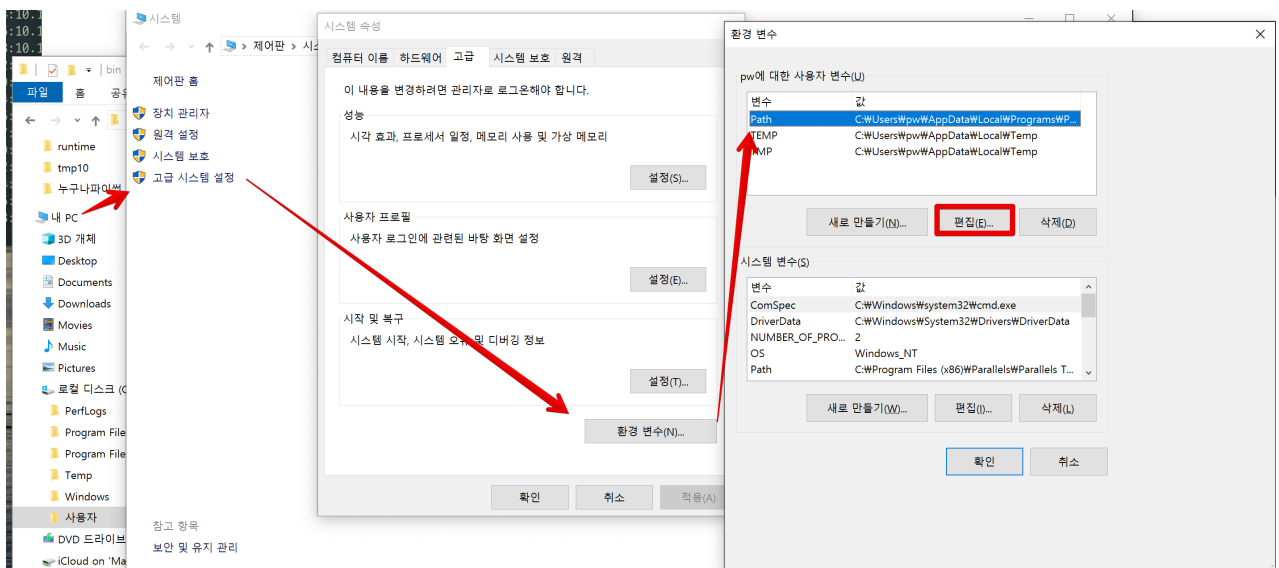 :10.1
:10.1
:10.1
bin
파일 홈 공유
runtime
tmp10
누구나파이썬
내 PC
3D 개체
Desktop
Documents
Downloads
Movies
Music
Pictures
로컬 디스크 (C
PerfLogs
Program File
Program File
Temp
Windows
사용자
DVD 드라이브
iCloud on 'Ma
시스템
제어판 > 시스
제어판 홈
장치 관리자
원격 설정
시스템 보호
고급 시스템 설정
참고 항목
보안 및 유지 관리
시스템 속성
컴퓨터 이름 하드웨어 고급 시스템 보호 원격
이 내용을 변경하려면 관리자로 로그온해야 합니다.
성능
시각 효과, 프로세서 일정, 메모리 사용 및 가상 메모리
설정(S)...
사용자 프로필
사용자 로그인에 관련된 바탕 화면 설정
설정(E)...
시작 및 복구
시스템 시작, 시스템 오류 및 디버깅 정보
설정(T)...
환경 변수(N)...
확인 취소 적용(A)
환경 변수
pw에 대한 사용자 변수(U)
변수 값
Path C:₩Users₩pw₩AppData₩Local₩Programs₩P...
TEMP C:₩Users₩pw₩AppData₩Local₩Temp
TMP C:₩Users₩pw₩AppData₩Local₩Temp
새로 만들기(N)... 편집(E)... 삭제(D)
시스템 변수(S)
변수 값
ComSpec C:₩Windows₩system32₩cmd.exe
DriverData C:₩Windows₩System32₩Drivers₩DriverData
NUMBER_OF_PRO... 2
OS Windows_NT
Path C:₩Program Files (x86)₩Parallels₩Parallels T...
새로 만들기(W)... 편집(I)... 삭제(L)
확인 취소